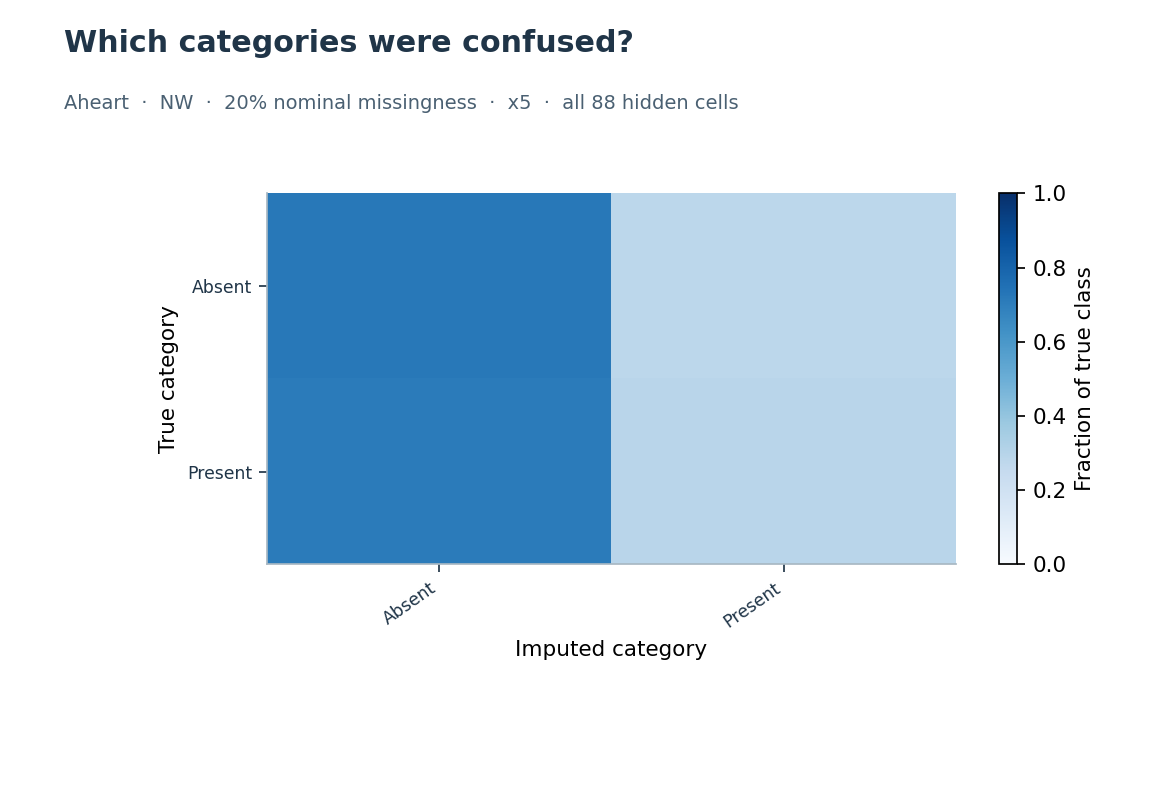 Which categories were confused?
Aheart · NW · 20% nominal missingness · x5 · all 88 hidden cells
True category
Absent
Present
Absent
Present
Imputed category
1.0
0.8
0.6
0.4
0.2
0.0
Fraction of true class